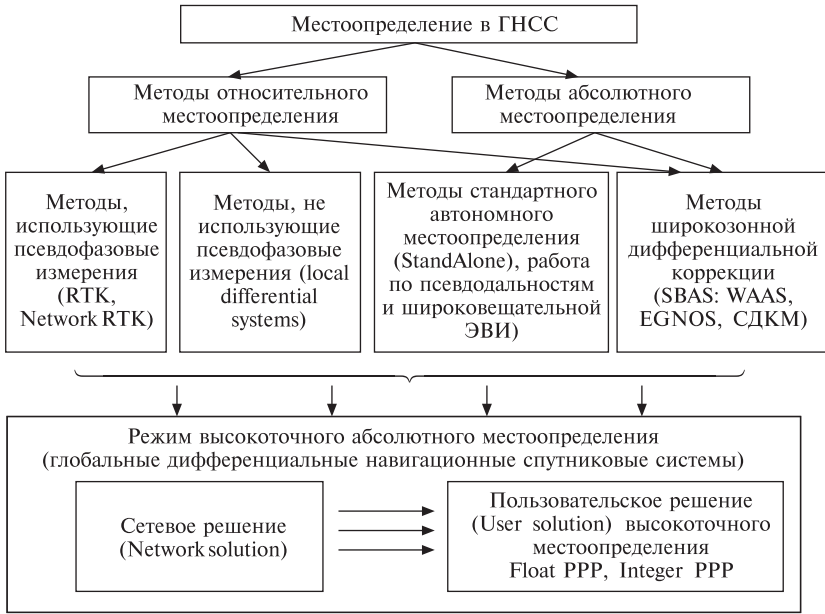 Местоопределение в ГНСС
Методы относительного
местоопределения
Методы абсолютного
местоопределения
Методы,
использующие
псевдофазовые
измерения
(RTK,
Network RTK)
Методы, не
использующие
псевдофазовые
измерения (local
differential
systems)
Методы стандартного
автономного
местоопределения
(StandAlone), работа
по псевдодальностям
и широковещательной
ЭВИ)
Методы
широкозонной
дифференциальной
коррекции
(SBAS: WAAS,
EGNOS, СДКМ)
Режим высокоточного абсолютного местоопределения
(глобальные дифференциальные навигационные спутниковые системы)
Сетевое решение
(Network solution)
Пользовательское решение
(User solution) высокоточного
местоопределения
Float PPP, Integer PPP